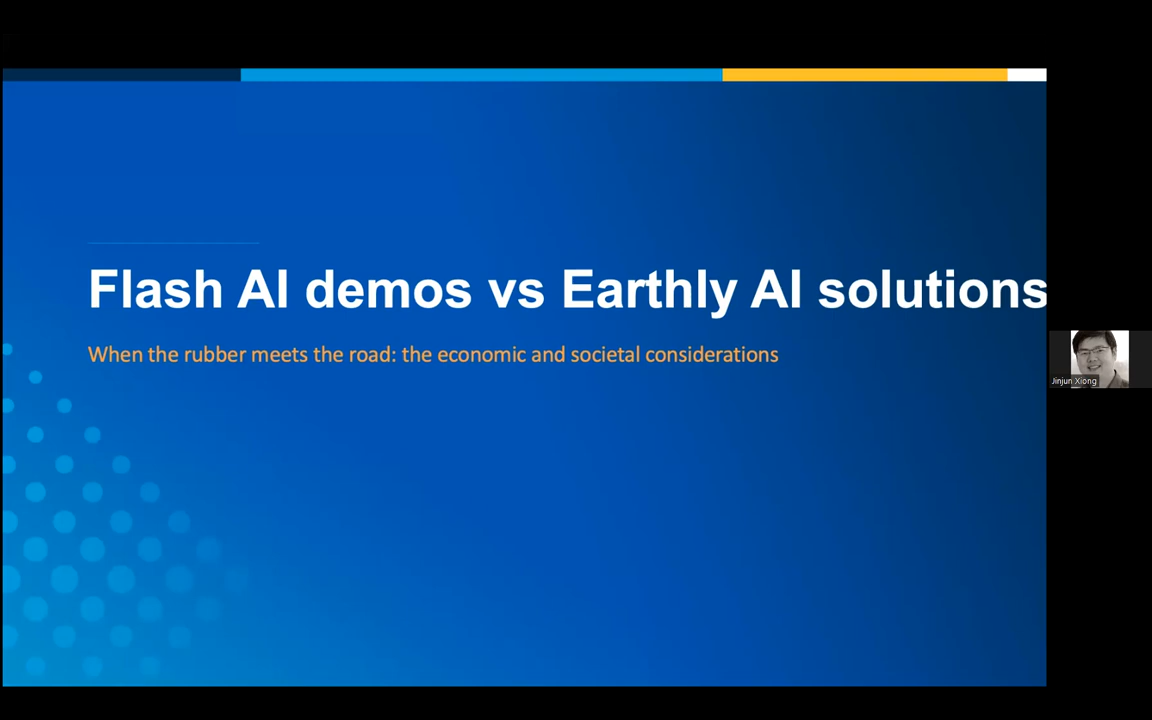 Flash AI demos vs Earthly AI solutions
When the rubber meets the road: the economic and societal considerations
Jinjun Xiong